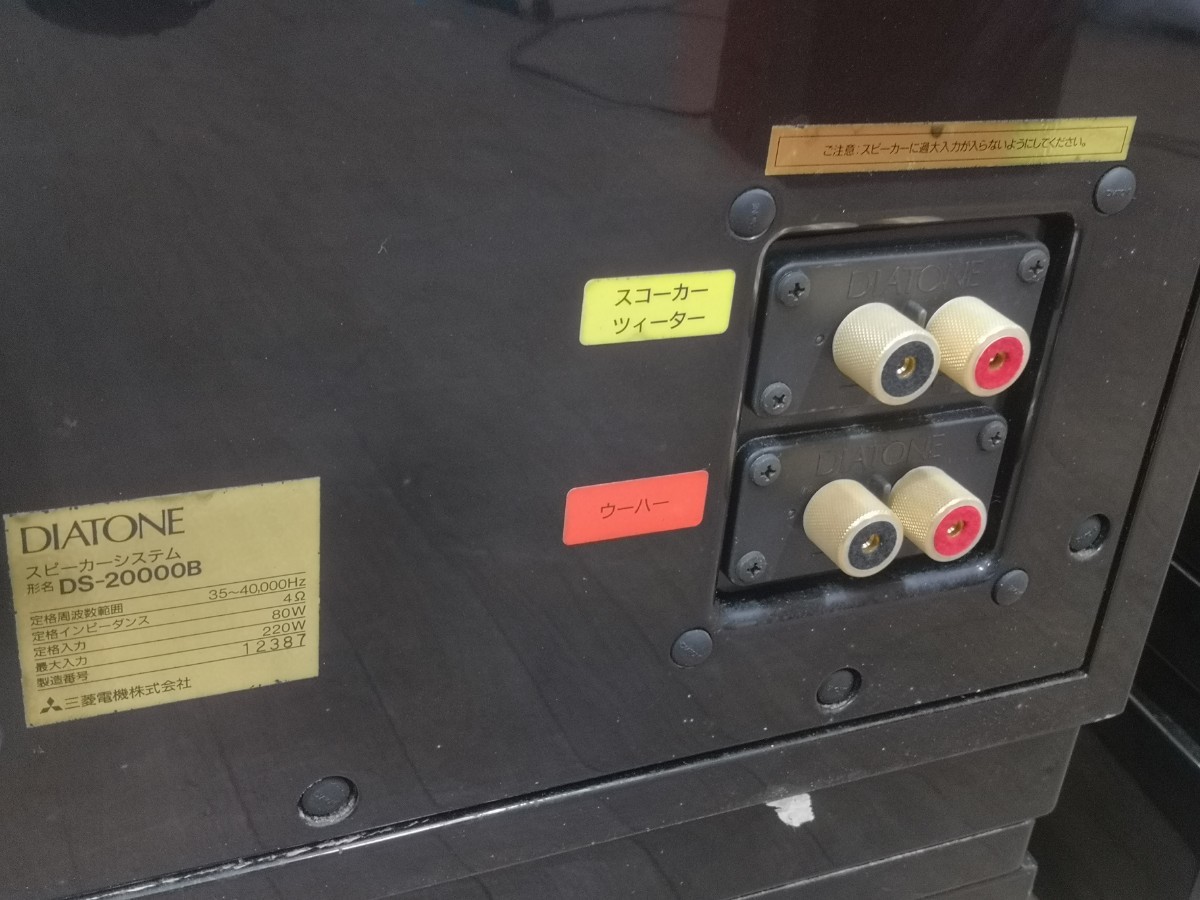 ご注意:スピーカーに過大入力が入らないようにしてください。
DIATONE
スコーカー
ツィーター
DIATONE
ウーハー
DIATONE
スピーカーシステム
形名 DS-20000B
定格周波数範囲 35~40,000Hz
定格インピーダンス 4Ω
定格入力 80W
最大入力 220W
製造番号 12387
三菱電機株式会社